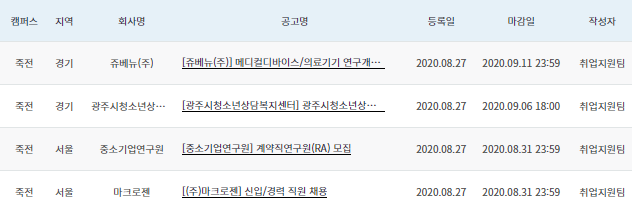 캠퍼스 지역 회사명 공고명 등록일 마감일 작성자
죽전 경기 쥬베뉴(주) [쥬베뉴(주)] 메디컬디바이스/의료기기 연구개… 2020.08.27 2020.09.11 23:59 취업지원팀
죽전 경기 광주시청소년상… [광주시청소년상담복지센터] 광주시청소년상… 2020.08.27 2020.09.06 18:00 취업지원팀
죽전 서울 중소기업연구원 [중소기업연구원] 계약직연구원(RA) 모집 2020.08.27 2020.08.31 23:59 취업지원팀
죽전 서울 마크로젠 [(주)마크로젠] 신입/경력 직원 채용 2020.08.27 2020.08.31 23:59 취업지원팀